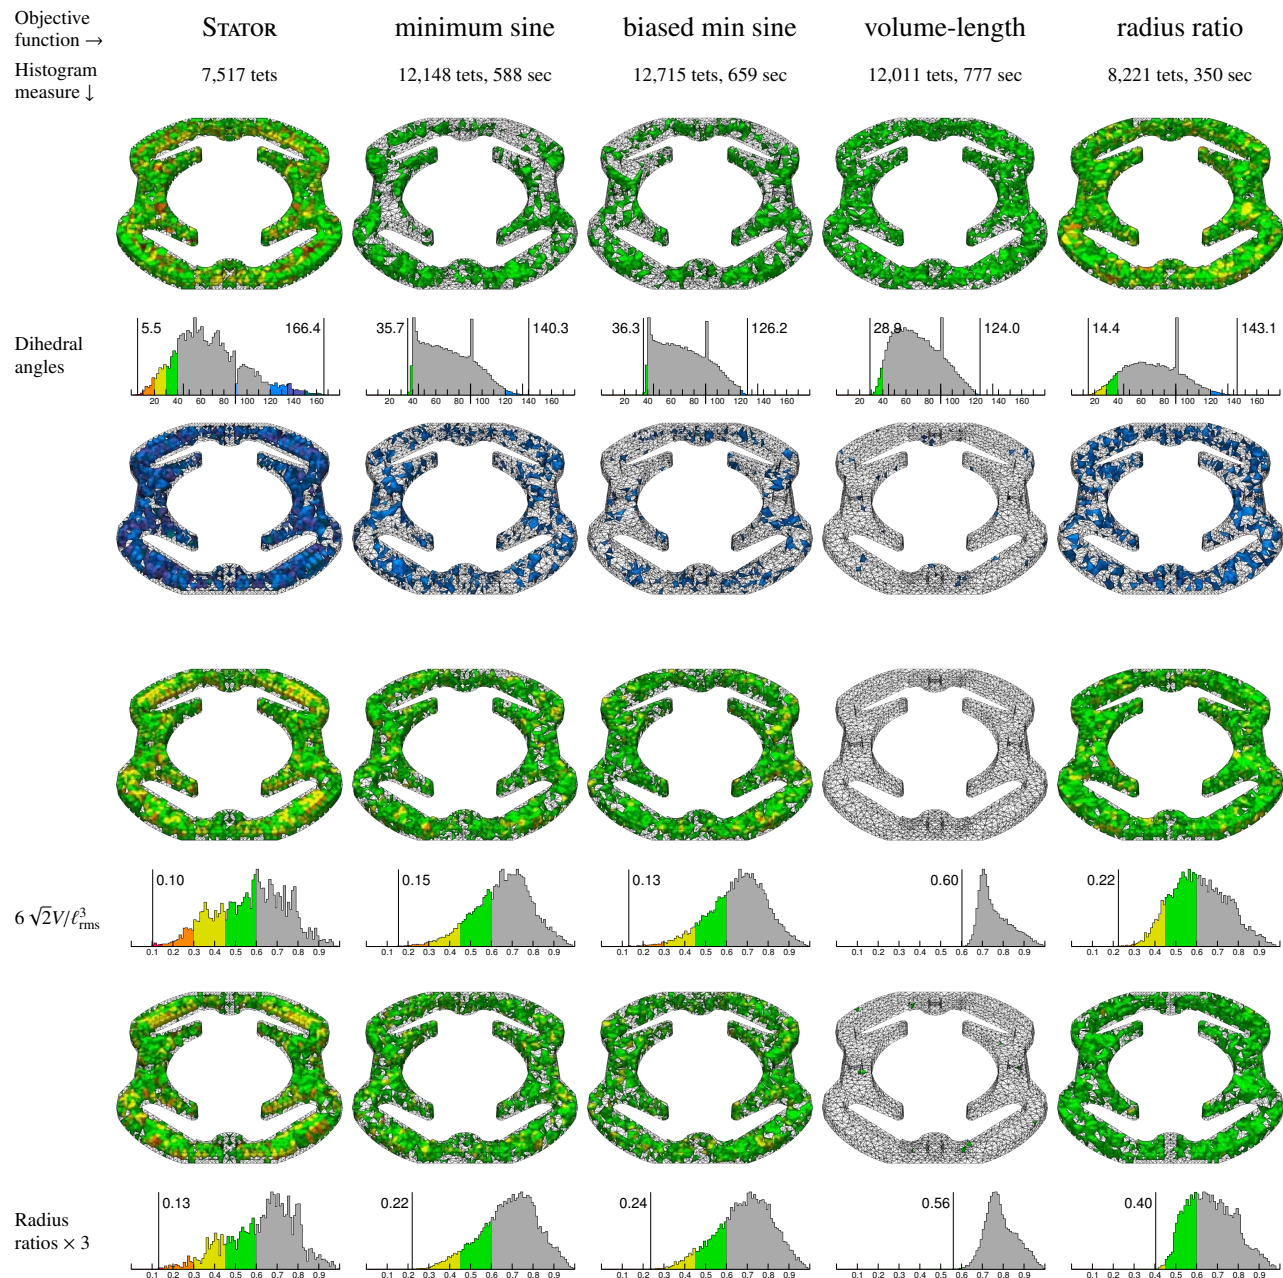 Objective
function →
STATOR
minimum sine
biased min sine
volume-length
radius ratio
Histogram
measure ↓
7,517 tets
12,148 tets, 588 sec
12,715 tets, 659 sec
12,011 tets, 777 sec
8,221 tets, 350 sec
Dihedral
angles
5.5 166.4
20 40 60 80 100 120 140 160
35.7 140.3
20 40 60 80 100 120 140 160
36.3 126.2
20 40 60 80 100 120 140 160
28.9 124.0
20 40 60 80 100 120 140 160
14.4 143.1
20 40 60 80 100 120 140 160
6 √2V/ℓ³rms
0.10
0.1 0.2 0.3 0.4 0.5 0.6 0.7 0.8 0.9
0.15
0.1 0.2 0.3 0.4 0.5 0.6 0.7 0.8 0.9
0.13
0.1 0.2 0.3 0.4 0.5 0.6 0.7 0.8 0.9
0.60
0.1 0.2 0.3 0.4 0.5 0.6 0.7 0.8 0.9
0.22
0.1 0.2 0.3 0.4 0.5 0.6 0.7 0.8 0.9
Radius
ratios × 3
0.13
0.1 0.2 0.3 0.4 0.5 0.6 0.7 0.8 0.9
0.22
0.1 0.2 0.3 0.4 0.5 0.6 0.7 0.8 0.9
0.24
0.1 0.2 0.3 0.4 0.5 0.6 0.7 0.8 0.9
0.56
0.1 0.2 0.3 0.4 0.5 0.6 0.7 0.8 0.9
0.40
0.1 0.2 0.3 0.4 0.5 0.6 0.7 0.8 0.9